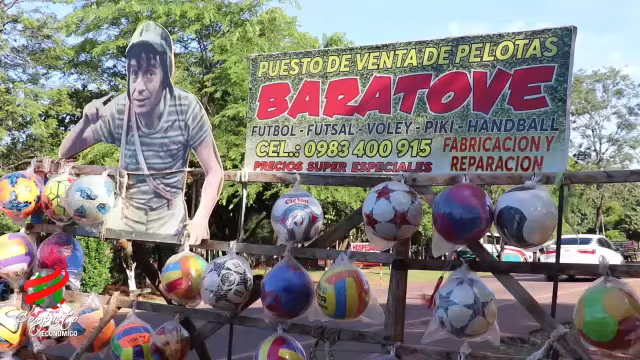 PUESTO DE VENTA DE PELOTAS
BARATOVE
FUTBOL - FUTSAL - VOLEY - PIKI - HANDBALL
CEL.: 0983 400 915
PRECIOS SUPER ESPECIALES
FABRICACION Y
REPARACION
ECONÓMICO